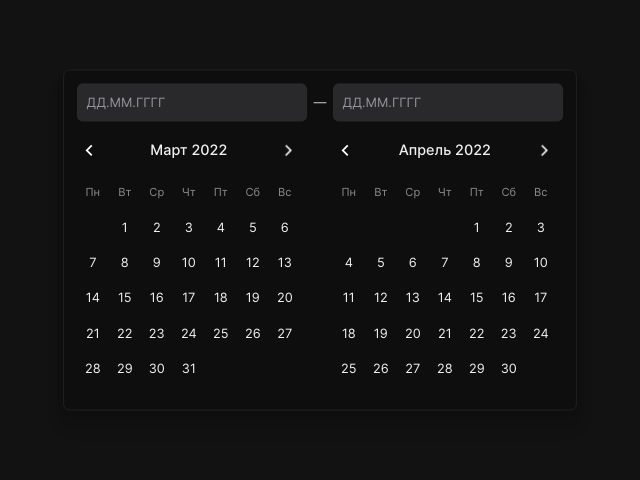 ДД.ММ.ГГГГ — ДД.ММ.ГГГГ
Март 2022
Пн Вт Ср Чт Пт Сб Вс
1 2 3 4 5 6
7 8 9 10 11 12 13
14 15 16 17 18 19 20
21 22 23 24 25 26 27
28 29 30 31
Апрель 2022
Пн Вт Ср Чт Пт Сб Вс
1 2 3
4 5 6 7 8 9 10
11 12 13 14 15 16 17
18 19 20 21 22 23 24
25 26 27 28 29 30